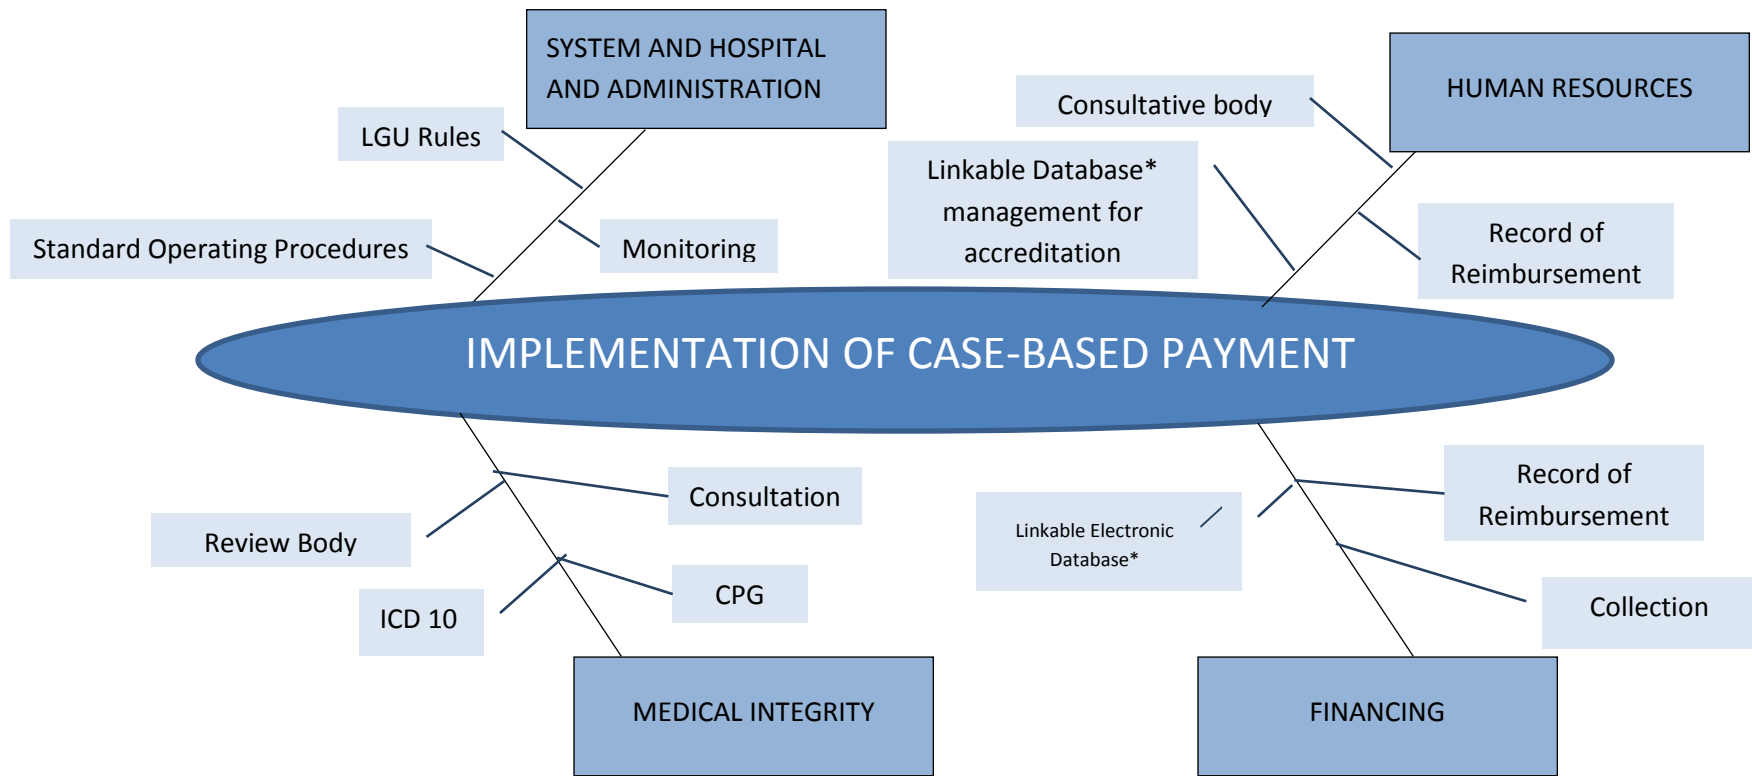 SYSTEM AND HOSPITAL
AND ADMINISTRATION
HUMAN RESOURCES
LGU Rules
Consultative body
Standard Operating Procedures
Monitoring
Linkable Database*
management for
accreditation
Record of
Reimbursement
IMPLEMENTATION OF CASE-BASED PAYMENT
Consultation
Review Body
ICD 10
CPG
Linkable Electronic
Database*
Record of
Reimbursement
Collection
MEDICAL INTEGRITY
FINANCING